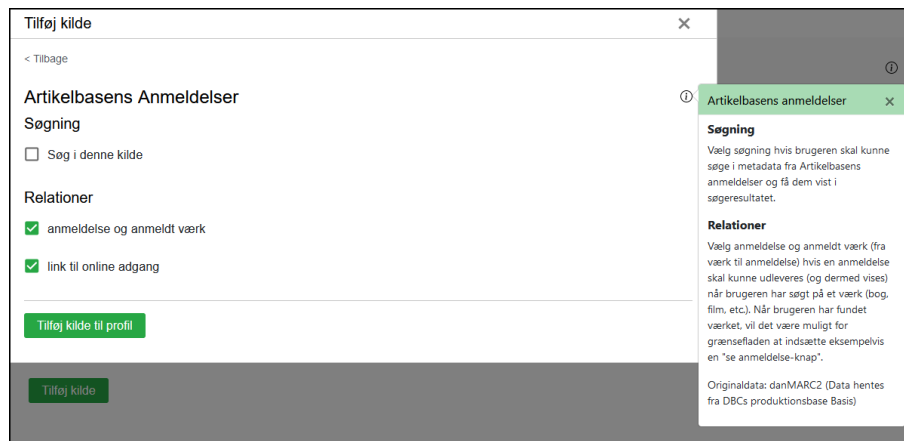 Tilføj kilde
< Tilbage
Artikelbasens Anmeldelser
Søgning
Søg i denne kilde
Relationer
anmeldelse og anmeldt værk
link til online adgang
Tilføj kilde til profil
Tilføj kilde
Artikelbasens anmeldelser
Søgning
Vælg søgning hvis brugeren skal kunne
søge i metadata fra Artikelbasens
anmeldelser og få dem vist i
søgeresultatet.
Relationer
Vælg anmeldelse og anmeldt værk (fra
værk til anmeldelse) hvis en anmeldelse
skal kunne udleveres (og dermed vises)
når brugeren har søgt på et værk (bog,
film, etc.). Når brugeren har fundet
værket, vil det være muligt for
grænsefladen at indsætte eksempelvis
en "se anmeldelse-knap".
Originaldata: danMARC2 (Data hentes
fra DBCs produktionsbase Basis)